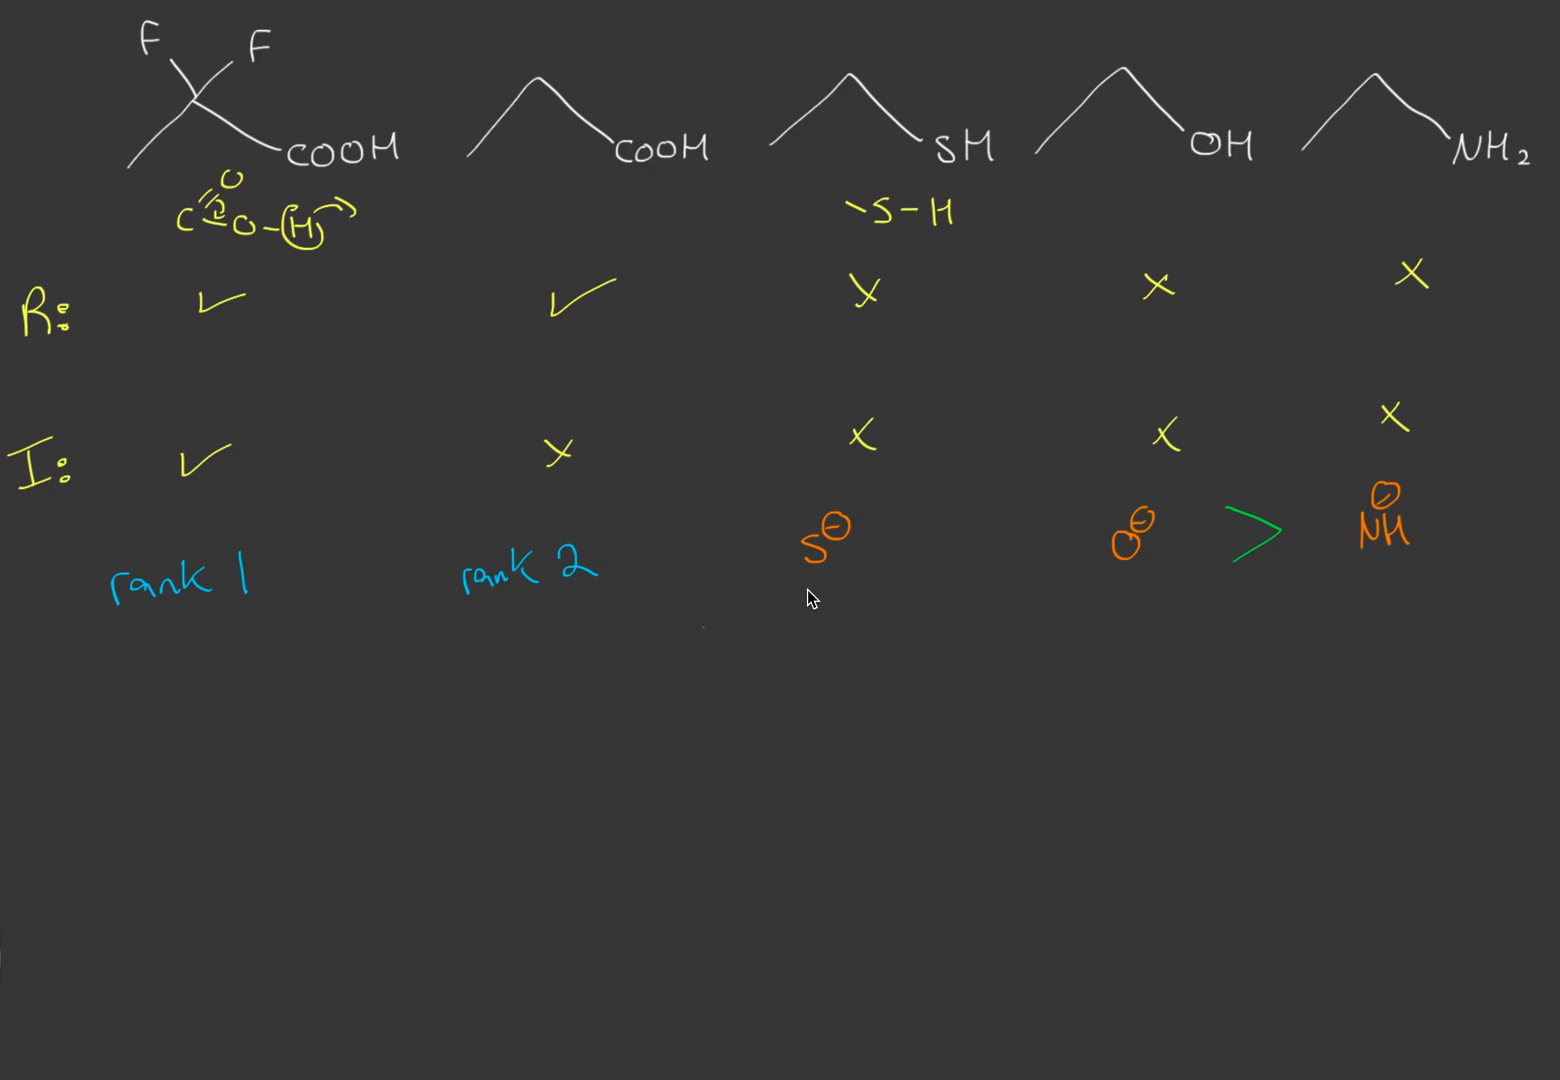 F F
COOH COOH SH OH NH₂
O
C O-H -S-H
R: ✓ ✓ x x x
I: ✓ x x x x
S⊖ O⊖ > NH⊖
rank 1 rank 2